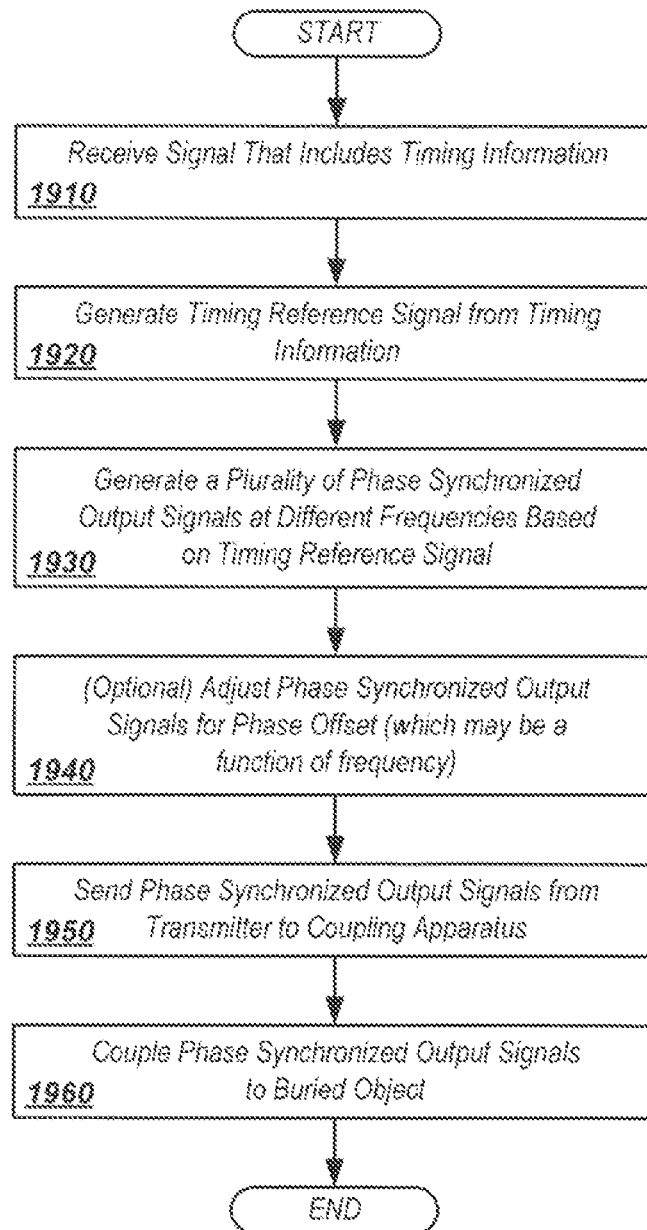 START
Receive Signal That Includes Timing Information
1910
Generate Timing Reference Signal from Timing
Information
1920
Generate a Plurality of Phase Synchronized
Output Signals at Different Frequencies Based
on Timing Reference Signal
1930
(Optional) Adjust Phase Synchronized Output
Signals for Phase Offset (which may be a
function of frequency)
1940
Send Phase Synchronized Output Signals from
Transmitter to Coupling Apparatus
1950
Couple Phase Synchronized Output Signals
to Buried Object
1960
END